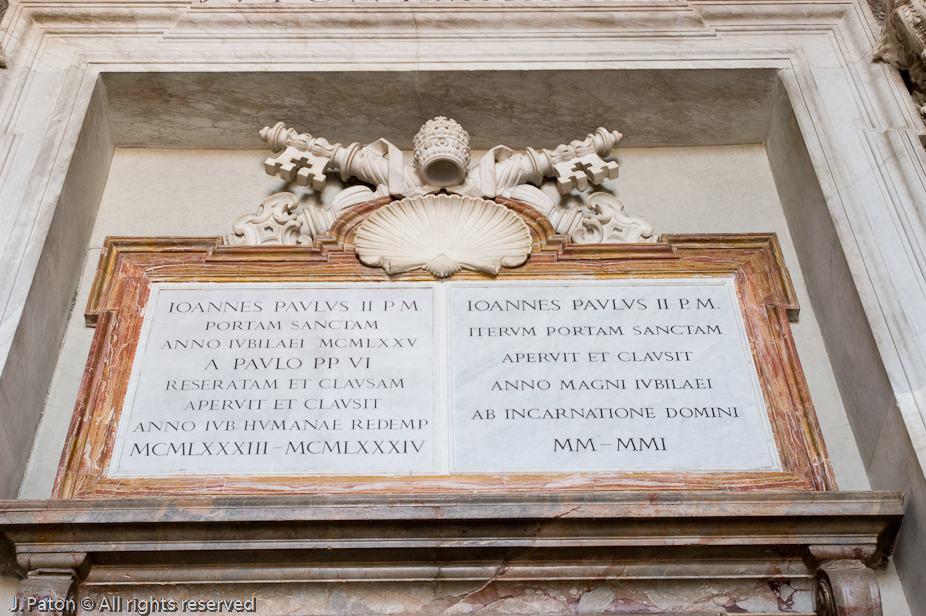 IOANNES PAVLVS II P.M.
PORTAM SANCTAM
ANNO IVBILAEI MCMLXXV
A PAVLO PP VI
RESERATAM ET CLAVSAM
APERVIT ET CLAVSIT
ANNO IVB. HVMANAE REDEMP
MCMLXXXIII – MCMLXXXIV
IOANNES PAVLVS II P.M.
ITERVM PORTAM SANCTAM
APERVIT ET CLAVSIT
ANNO MAGNI IVBILAEI
AB INCARNATIONE DOMINI
MM – MMI
J. Paton © All rights reserved